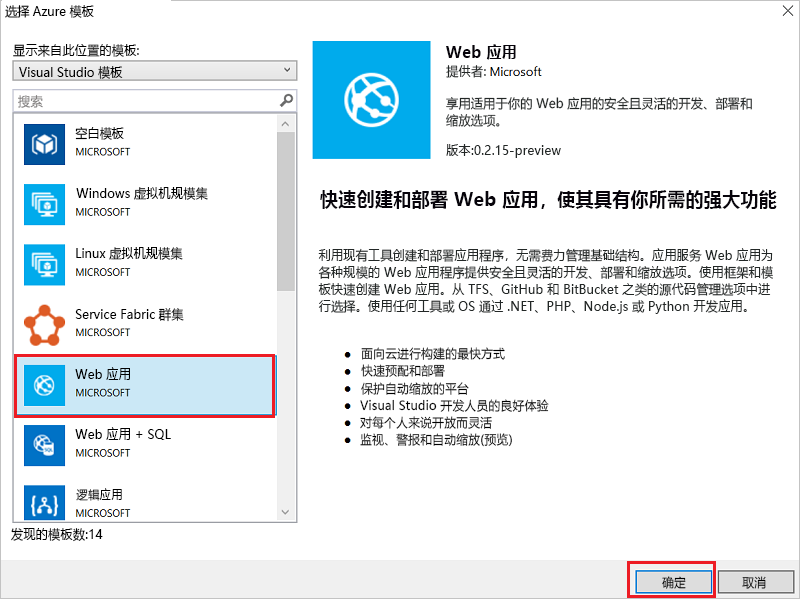 选择 Azure 模板
显示来自此位置的模板:
Visual Studio 模板
搜索
空白模板
MICROSOFT
Windows 虚拟机规模集
MICROSOFT
Linux 虚拟机规模集
MICROSOFT
Service Fabric 群集
MICROSOFT
Web 应用
MICROSOFT
Web 应用 + SQL
MICROSOFT
逻辑应用
MICROSOFT
发现的模板数:14
Web 应用
提供者: Microsoft
享用适用于你的 Web 应用的安全且灵活的开发、部署和
缩放选项。
版本:0.2.15-preview
快速创建和部署 Web 应用，使其具有你所需的强大功能
利用现有工具创建和部署应用程序，无需费力管理基础结构。应用服务 Web 应用为
各种规模的 Web 应用程序提供安全且灵活的开发、部署和缩放选项。使用框架和模
板快速创建 Web 应用。从 TFS、GitHub 和 BitBucket 之类的源代码管理选项中进
行选择。使用任何工具或 OS 通过 .NET、PHP、Node.js 或 Python 开发应用。
● 面向云进行构建的最快方式
● 快速预配和部署
● 保护自动缩放的平台
● Visual Studio 开发人员的良好体验
● 对每个人来说开放而灵活
● 监视、警报和自动缩放(预览)
确定
取消